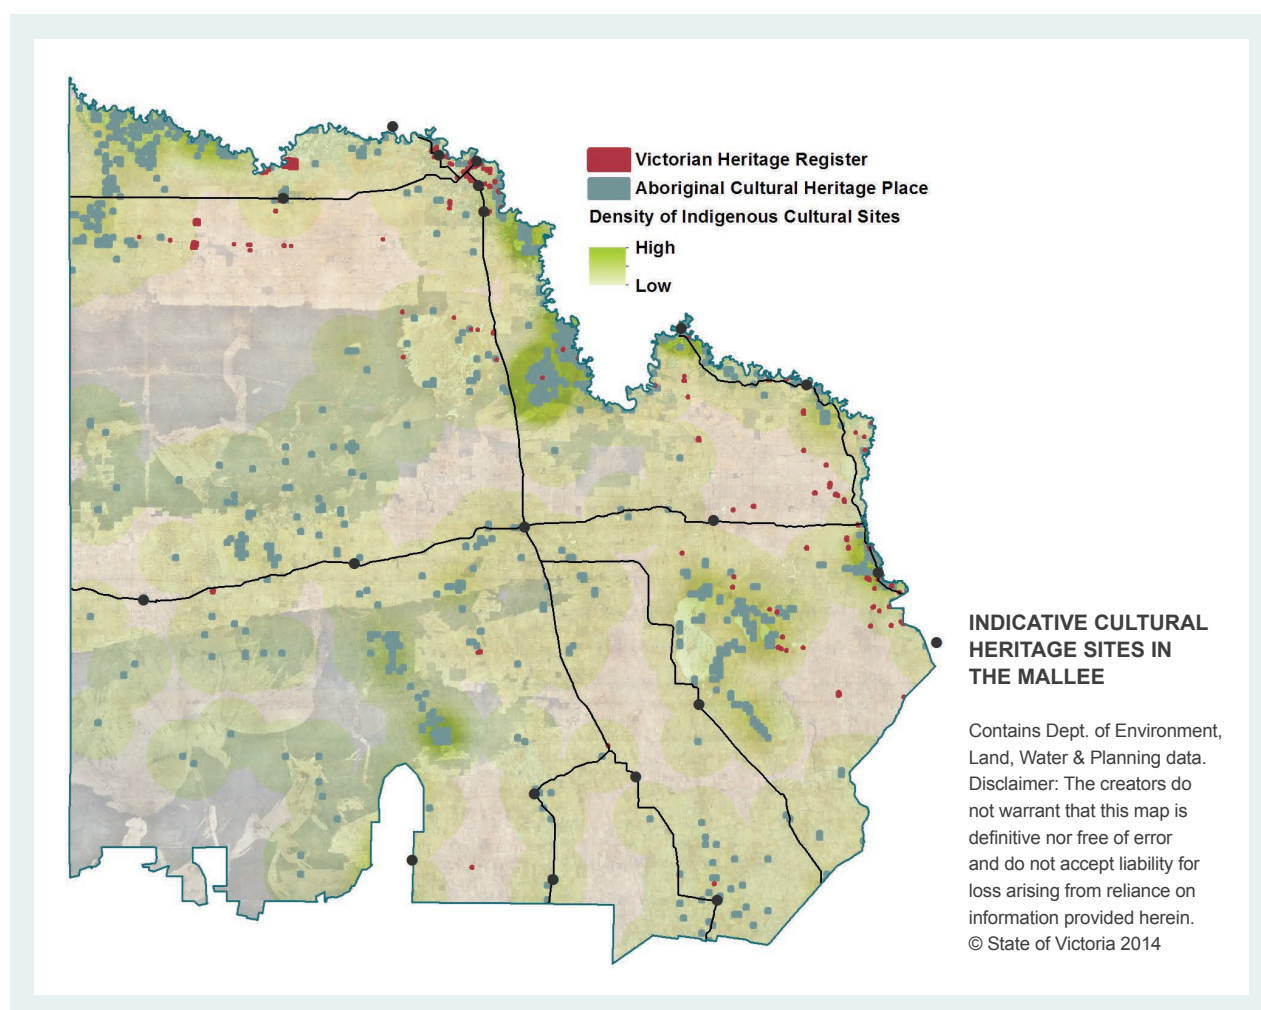 Victorian Heritage Register
Aboriginal Cultural Heritage Place
Density of Indigenous Cultural Sites
High
Low
INDICATIVE CULTURAL
HERITAGE SITES IN
THE MALLEE
Contains Dept. of Environment,
Land, Water & Planning data.
Disclaimer: The creators do
not warrant that this map is
definitive nor free of error
and do not accept liability for
loss arising from reliance on
information provided herein.
© State of Victoria 2014